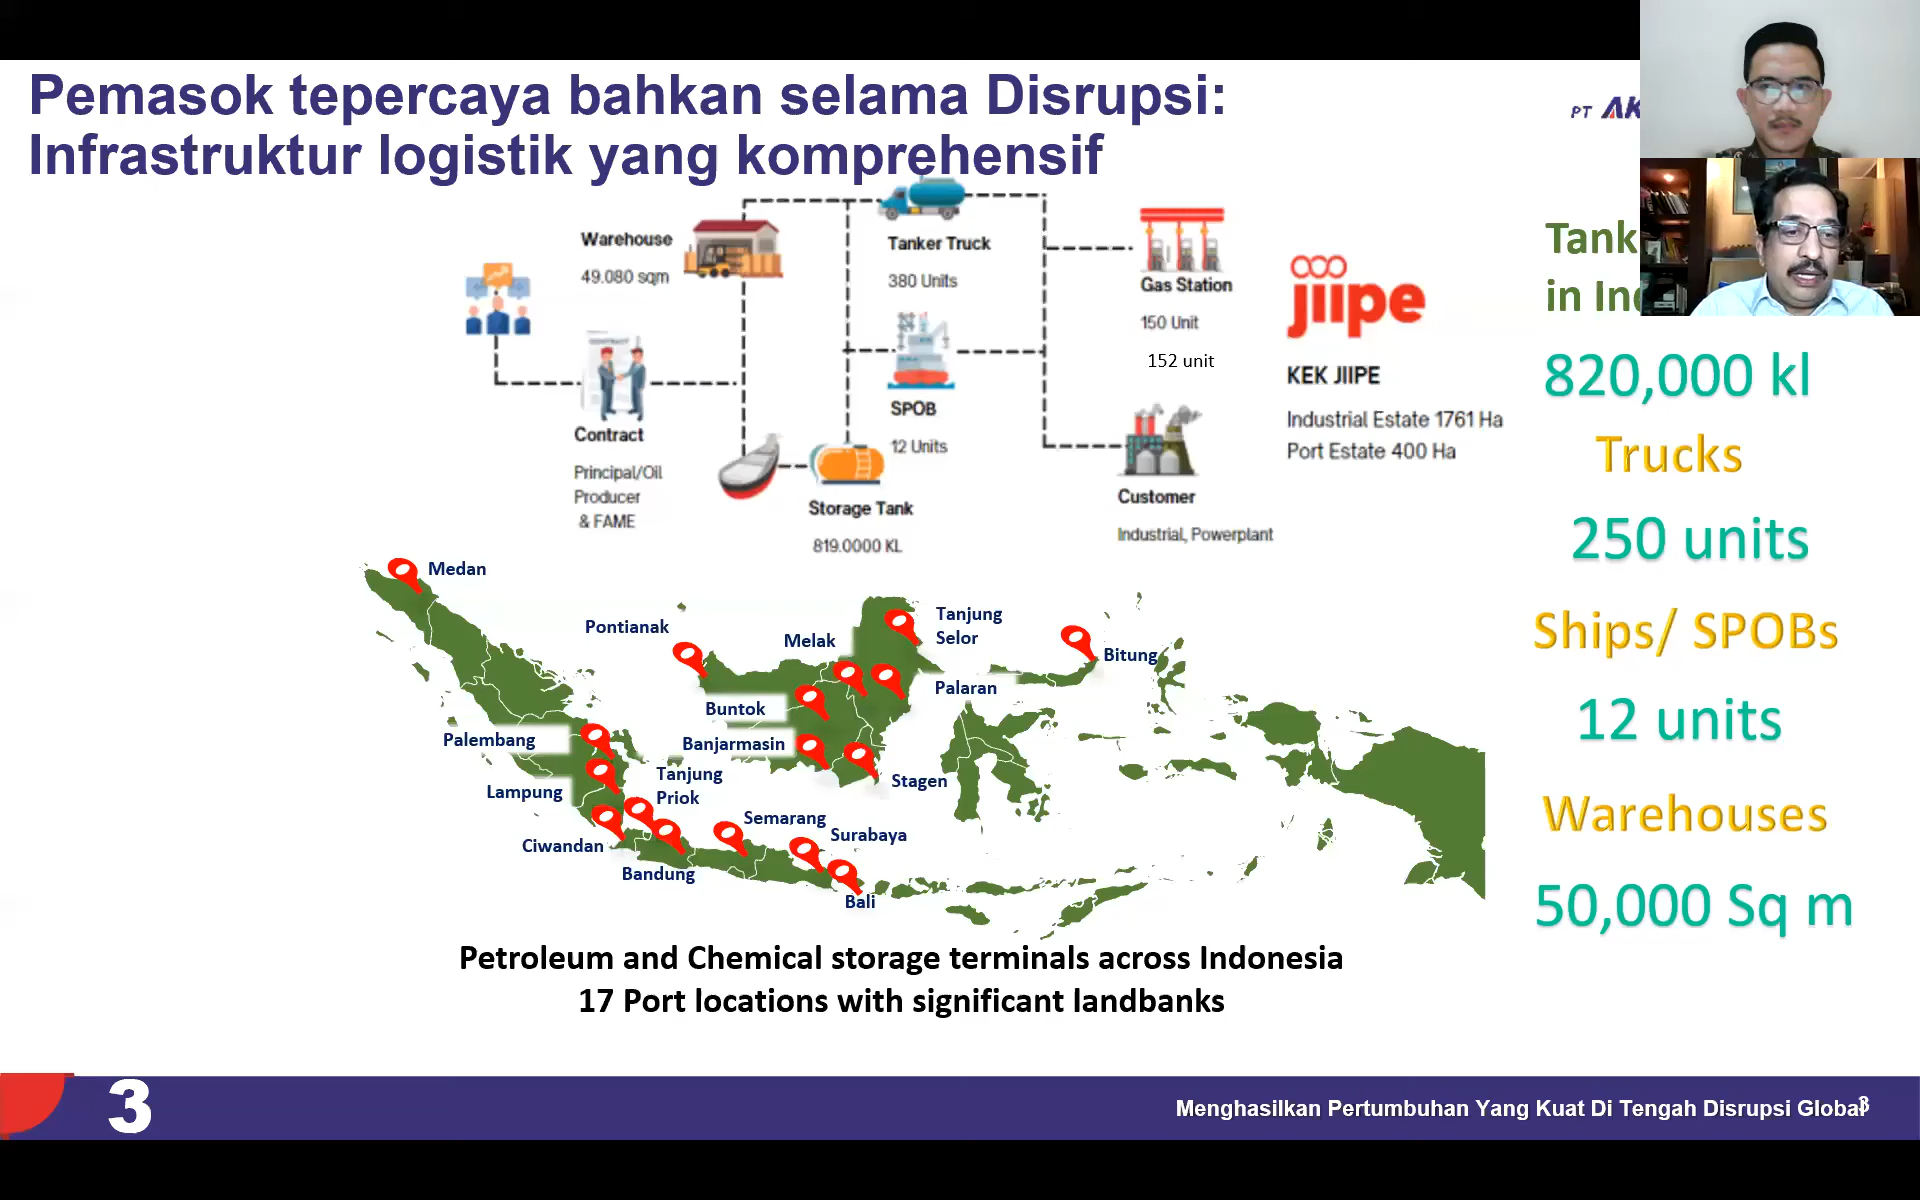 Pemasok tepercaya bahkan selama Disrupsi:
Infrastruktur logistik yang komprehensif
PT AK
Warehouse
49.080 sqm
Tanker Truck
380 Units
Gas Station
150 Unit
152 unit
SPOB
12 Units
CONTRACT
Contract
Principal/Oil
Producer
& FAME
Storage Tank
819.0000 KL
Customer
Industrial, Powerplant
jiipe
KEK JIIPE
Industrial Estate 1761 Ha
Port Estate 400 Ha
Tank
in In
820,000 kl
Trucks
250 units
Ships/ SPOBs
12 units
Warehouses
50,000 Sq m
Medan
Pontianak
Melak
Tanjung
Selor
Bitung
Palaran
Buntok
Palembang
Banjarmasin
Stagen
Lampung
Tanjung
Priok
Semarang
Surabaya
Ciwandan
Bandung
Bali
Petroleum and Chemical storage terminals across Indonesia
17 Port locations with significant landbanks
3
Menghasilkan Pertumbuhan Yang Kuat Di Tengah Disrupsi Global
3